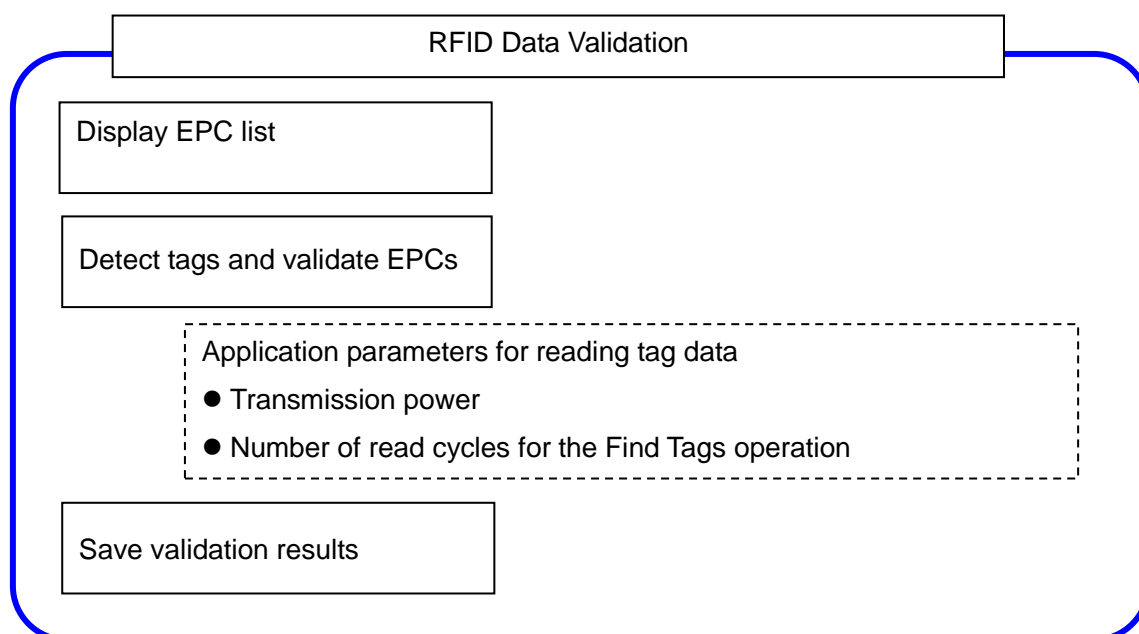 RFID Data Validation
Display EPC list
Detect tags and validate EPCs
Application parameters for reading tag data
● Transmission power
● Number of read cycles for the Find Tags operation
Save validation results